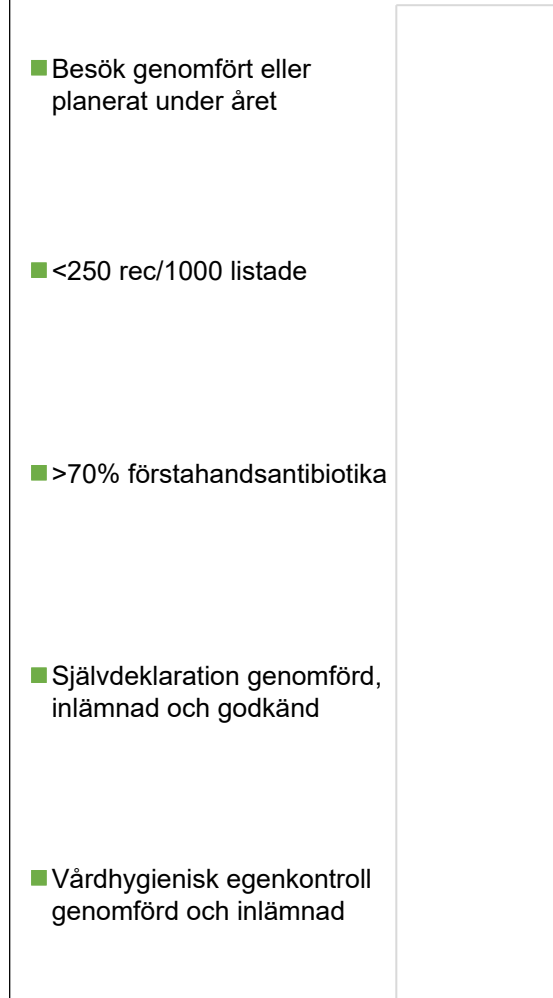 Besök genomfört eller
planerat under året
<250 rec/1000 listade
>70% förstahandsantibiotika
Självdeklaration genomförd,
inlämnad och godkänd
Vårdhygienisk egenkontroll
genomförd och inlämnad